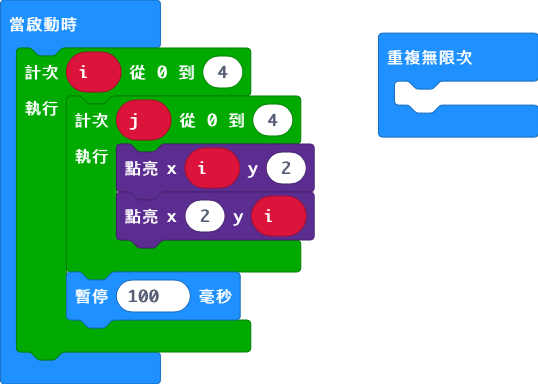 當啟動時
計次 i 從 0 到 4
執行
計次 j 從 0 到 4
執行
點亮 x i y 2
點亮 x 2 y i
暫停 100 毫秒
重複無限次